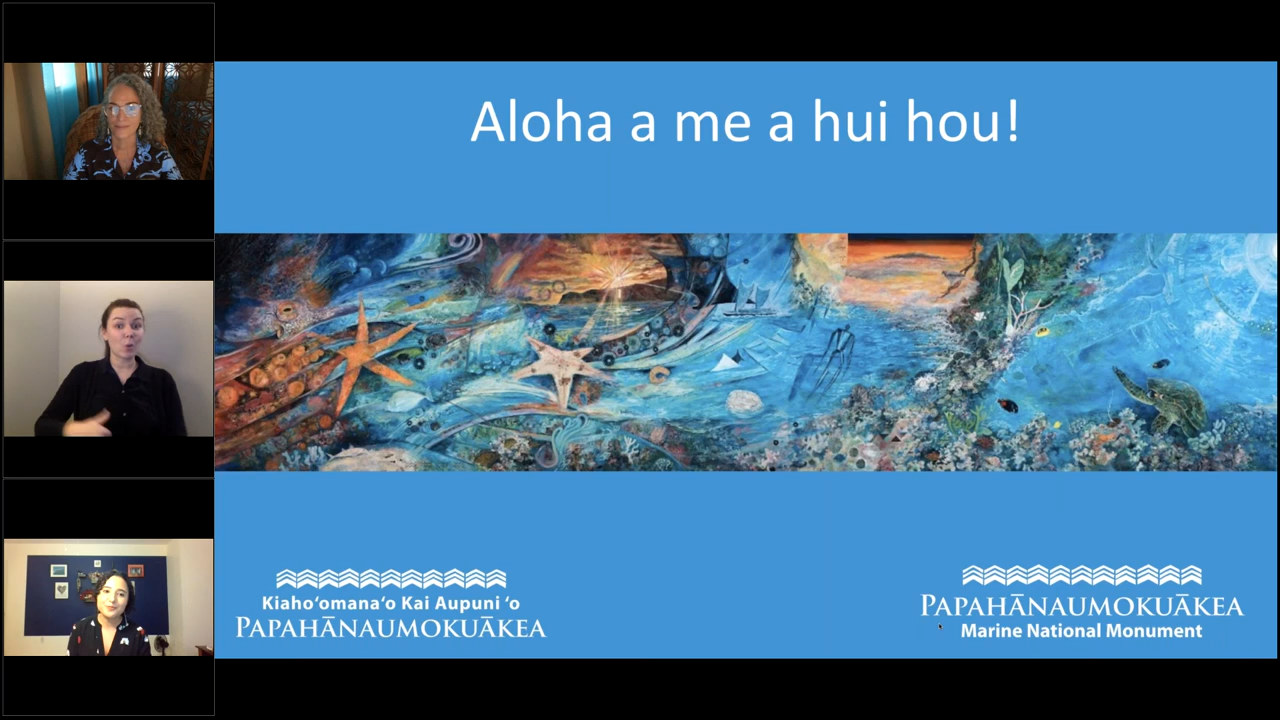 Aloha a me a hui hou!
Kiahoʻomanaʻo Kai Aupuni ʻo
PAPAHĀNAUMOKUĀKEA
PAPAHĀNAUMOKUĀKEA
Marine National Monument